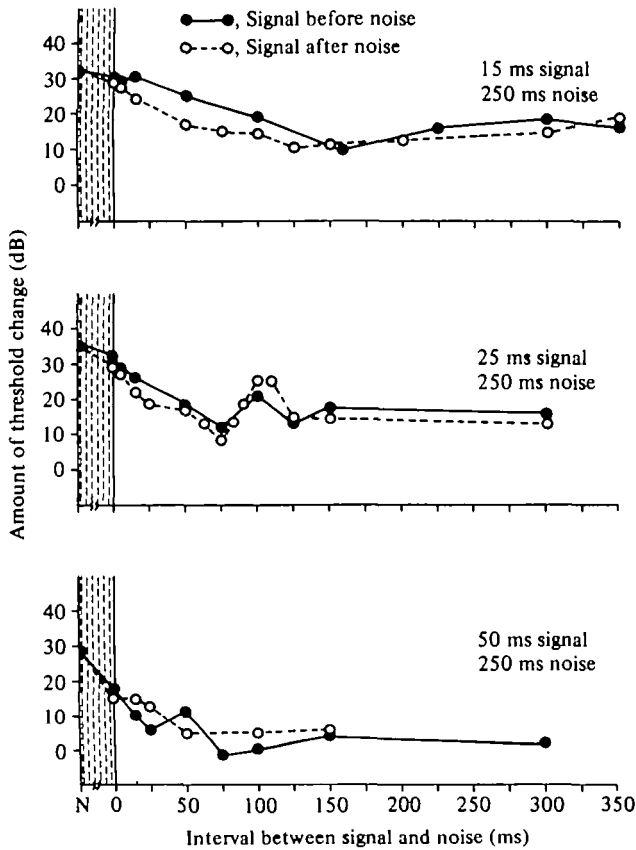 , Signal before noise
, Signal after noise
15 ms signal
250 ms noise
40
30
20
10
0
25 ms signal
250 ms noise
40
30
20
10
0
Amount of threshold change (dB)
50 ms signal
250 ms noise
40
30
20
10
0
N 0 50 100 150 200 250 300 350
Interval between signal and noise (ms)